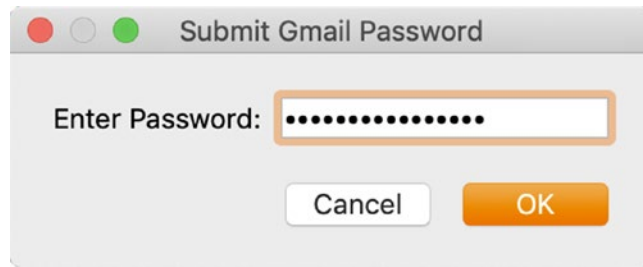 Submit Gmail Password
Enter Password: ••••••••••••••••
Cancel OK